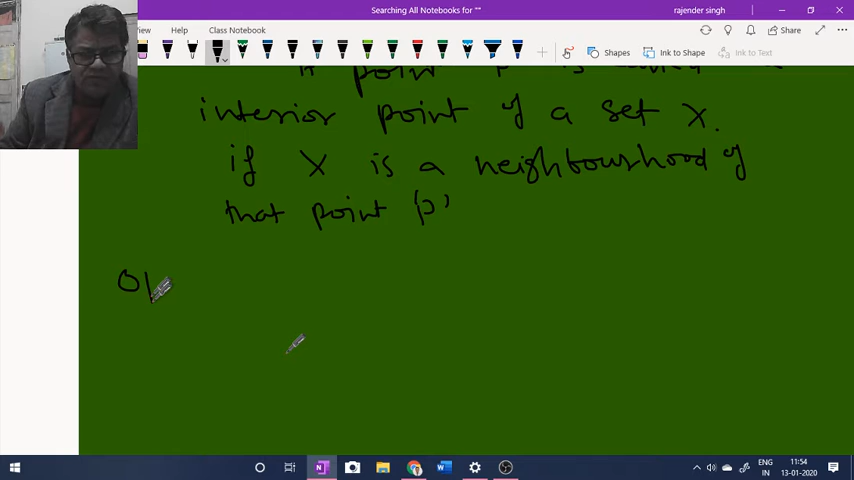 Searching All Notebooks for ""
rajender singh
View Help Class Notebook
Share
Shapes Ink to Shape Ink to Text
interior point of a set X.
if X is a neighbourhood of
that point 'p'
ENG 11:54
IN 13-01-2020